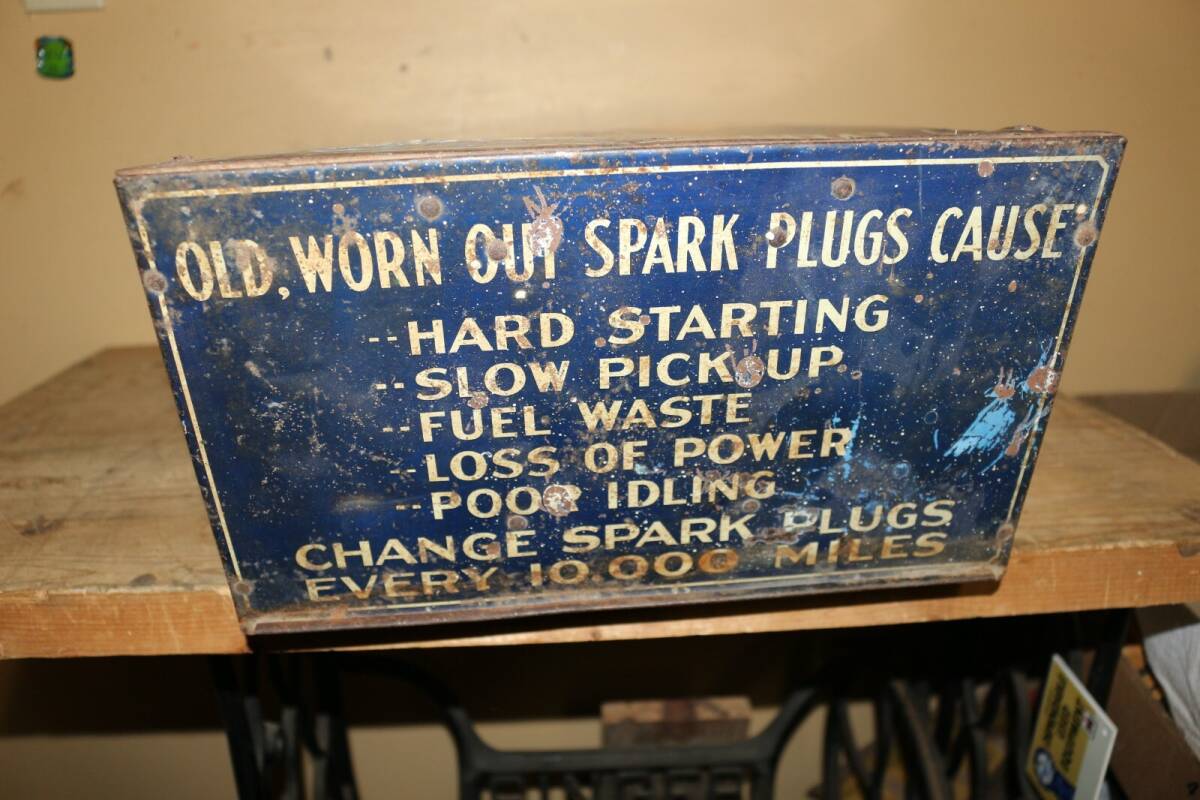 OLD, WORN OUT SPARK PLUGS CAUSE
--HARD STARTING
--SLOW PICK-UP
--FUEL WASTE
--LOSS OF POWER
--POOR IDLING
CHANGE SPARK PLUGS
EVERY 10,000 MILES
SINGER